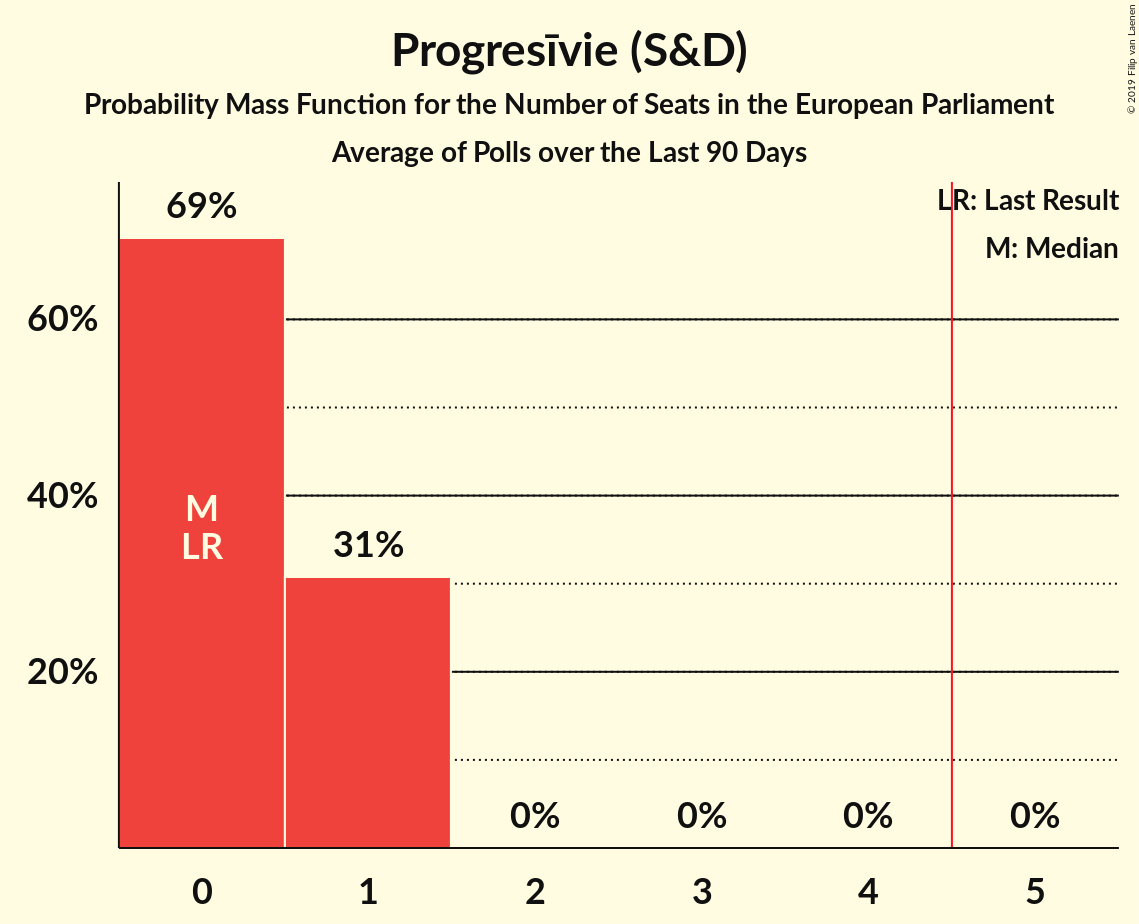 Progresīvie (S&D)
Probability Mass Function for the Number of Seats in the European Parliament
Average of Polls over the Last 90 Days
© 2019 Filip van Laenen
LR: Last Result
M: Median
69%
60%
40%
20%
M
LR
31%
0%
0%
0%
0%
0
1
2
3
4
5